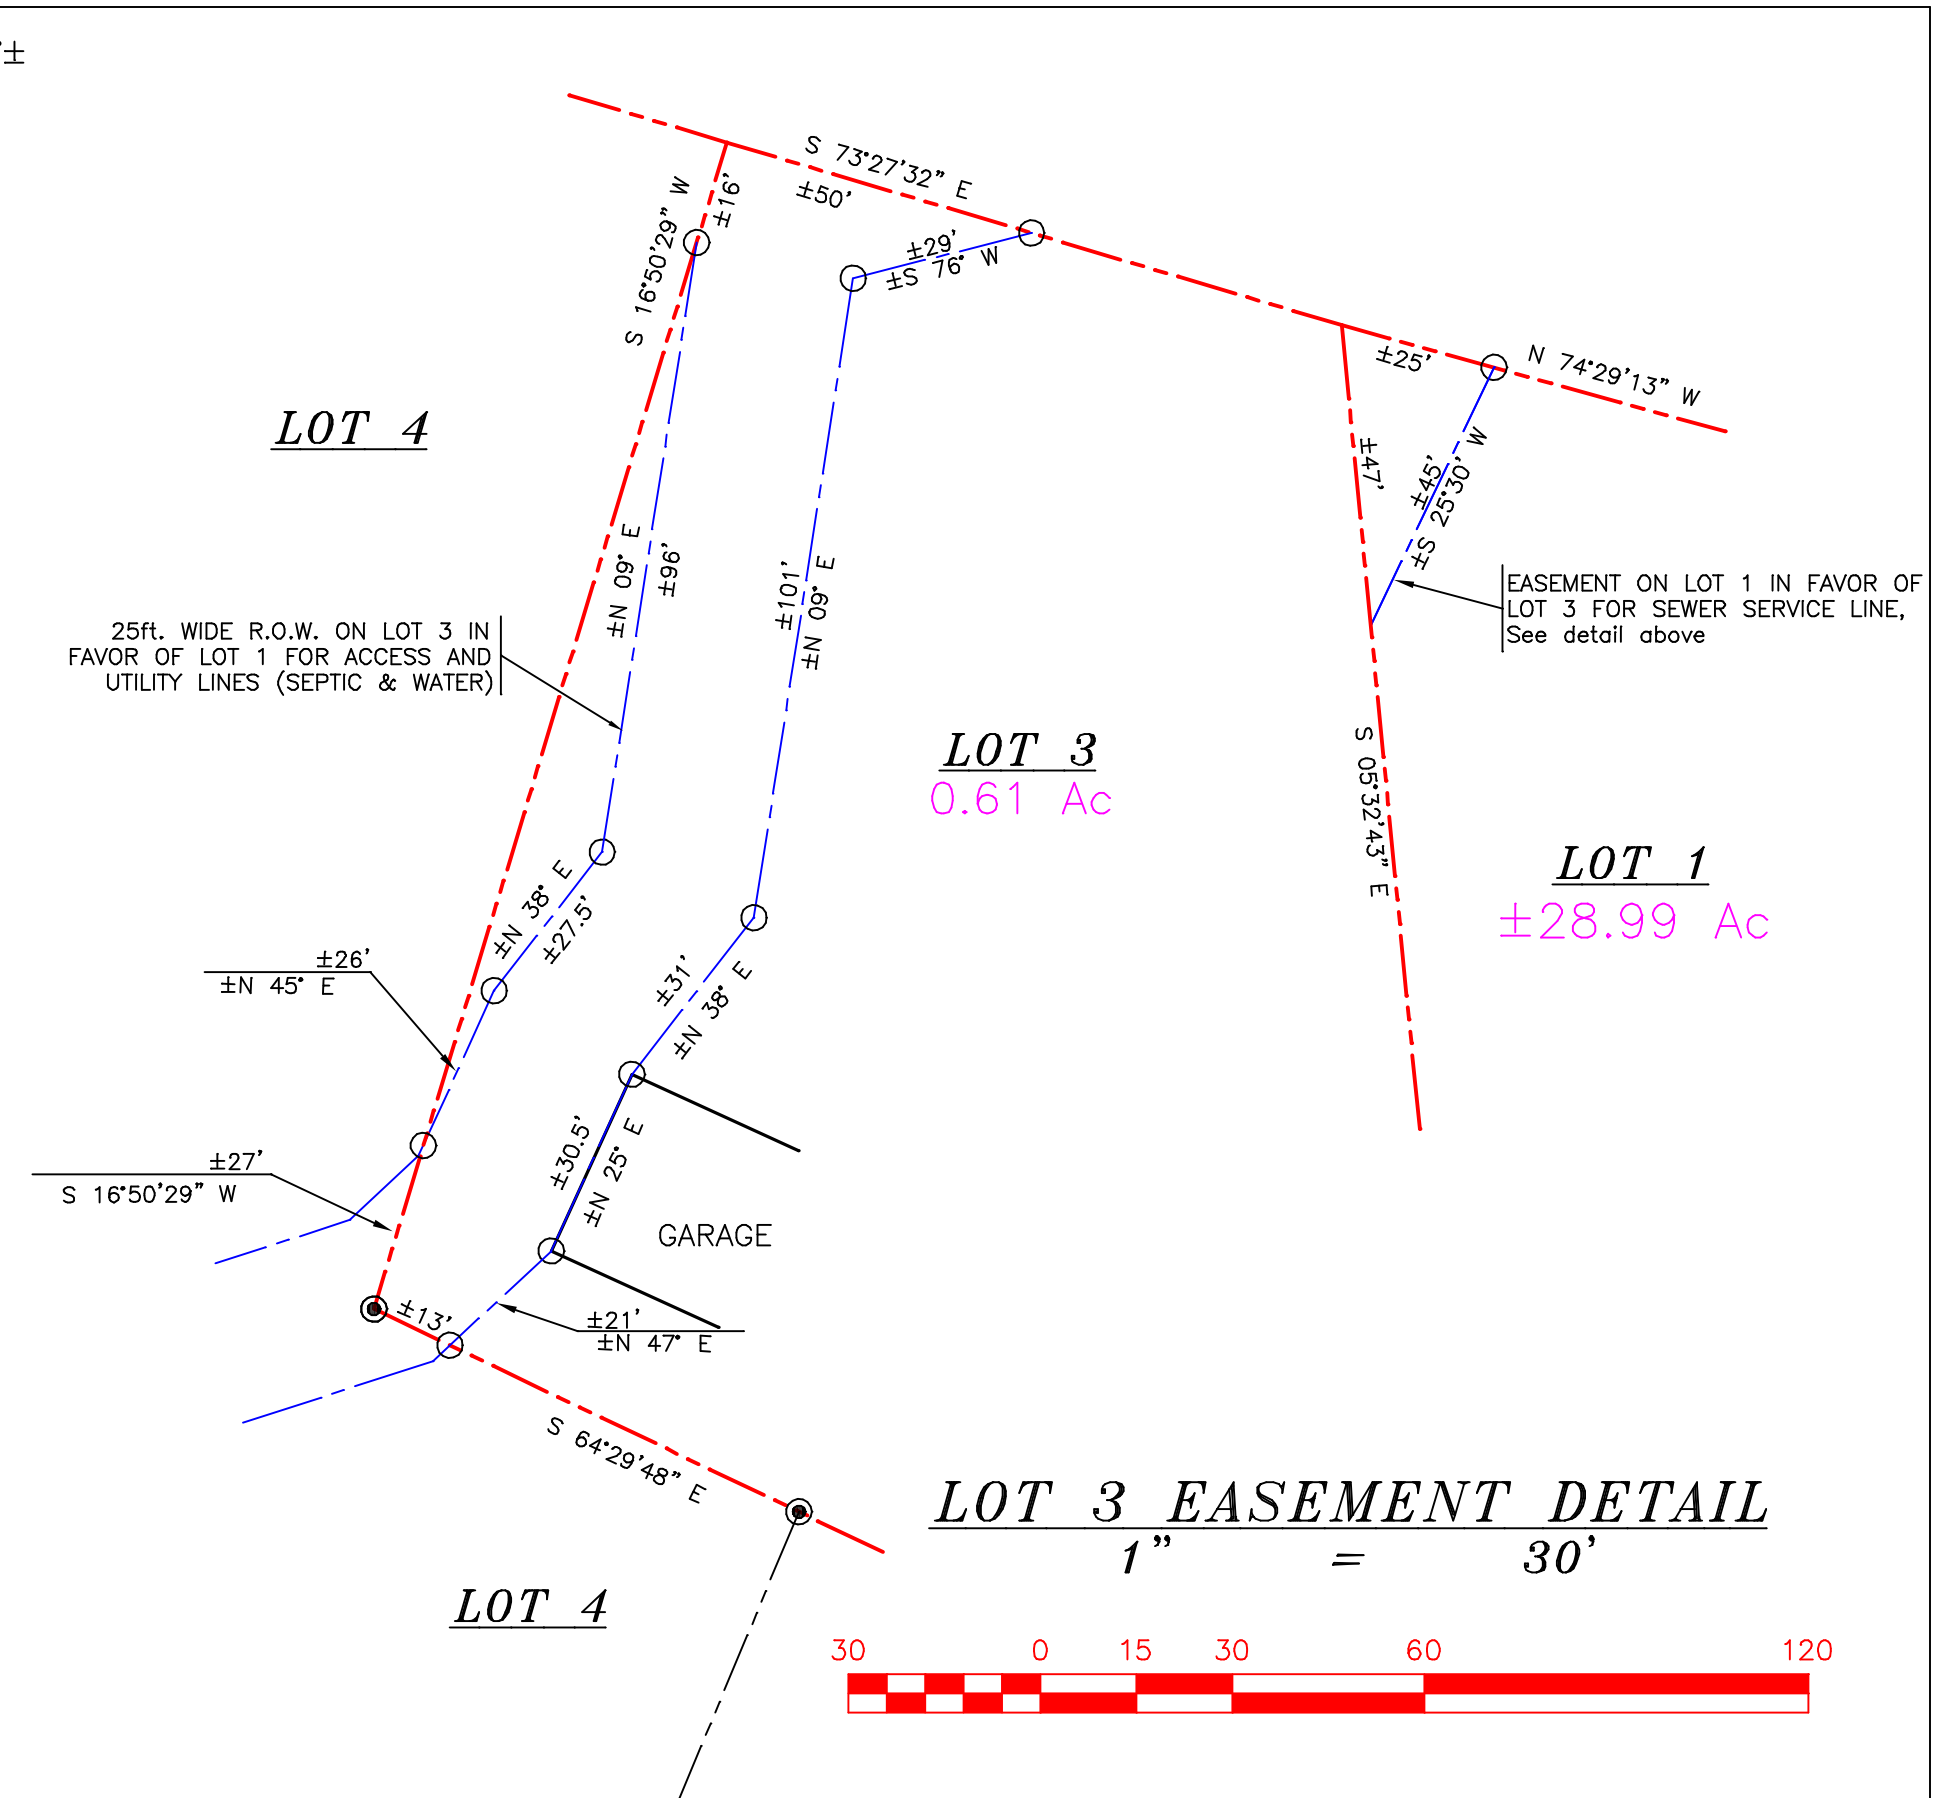 '±
S 73°27'32" E
±50'
±16'
S 16°50'29" W
±29'
±S 76° W
±25'
N 74°29'13" W
LOT 4
±47'
±45'
±S 25°30' W
±N 09° E
±96'
±101'
±N 09° E
EASEMENT ON LOT 1 IN FAVOR OF
LOT 3 FOR SEWER SERVICE LINE,
See detail above
25ft. WIDE R.O.W. ON LOT 3 IN
FAVOR OF LOT 1 FOR ACCESS AND
UTILITY LINES (SEPTIC & WATER)
LOT 3
0.61 Ac
S 05°32'43" E
LOT 1
±28.99 Ac
±N 38° E
±27.5'
±26'
±N 45° E
±31'
±N 38° E
±27'
S 16°50'29" W
±30.5'
±N 25° E
GARAGE
±13'
±21'
±N 47° E
S 64°29'48" E
LOT 3 EASEMENT DETAIL
1" = 30'
LOT 4
30 0 15 30 60 120